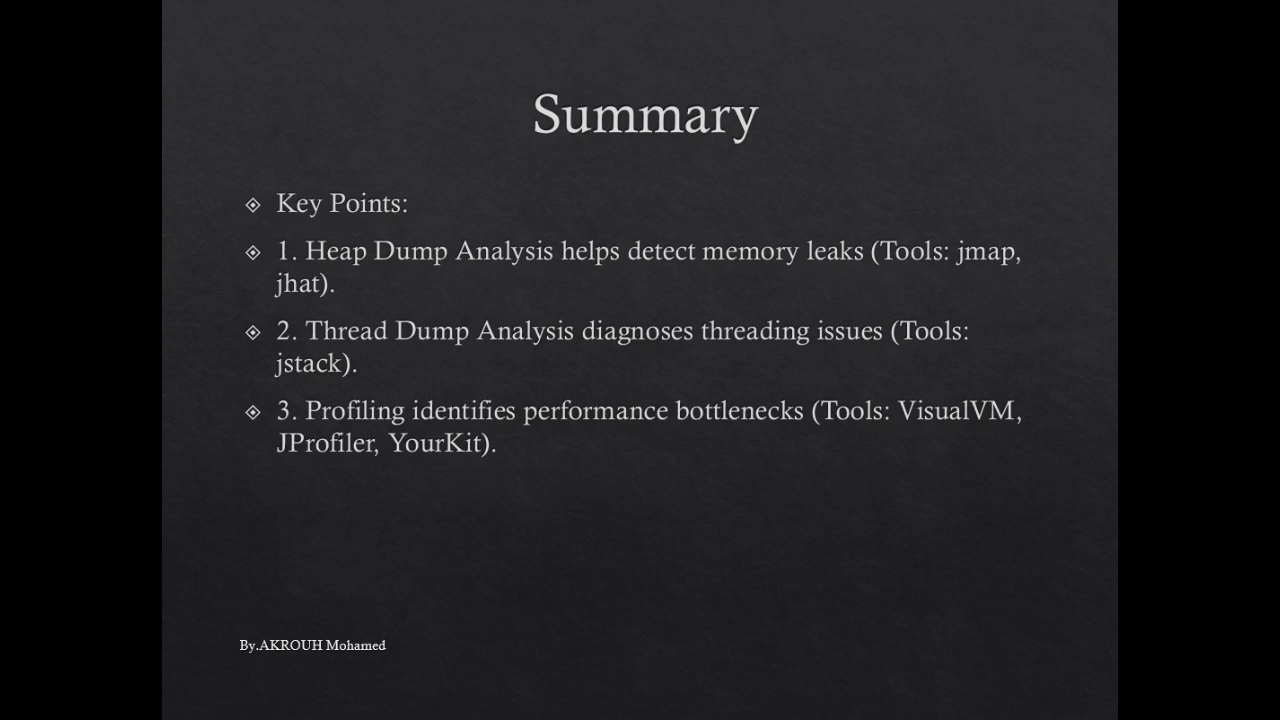 Summary
Key Points:
1. Heap Dump Analysis helps detect memory leaks (Tools: jmap,
jhat).
2. Thread Dump Analysis diagnoses threading issues (Tools:
jstack).
3. Profiling identifies performance bottlenecks (Tools: VisualVM,
JProfiler, YourKit).
By.AKROUH Mohamed